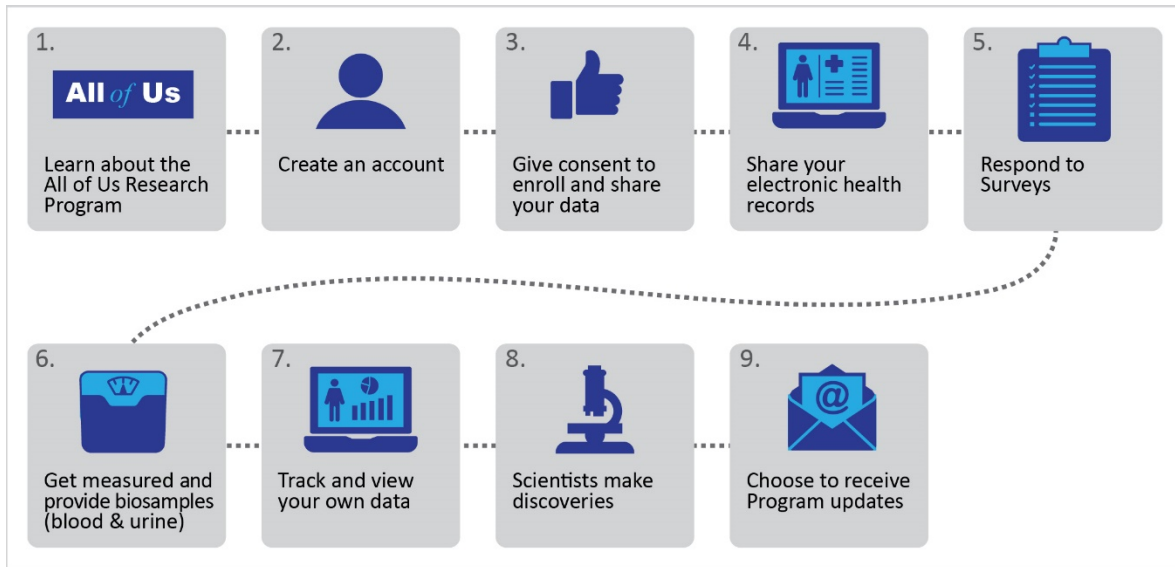 1.
All of Us
Learn about the
All of Us Research
Program
2.
Create an account
3.
Give consent to
enroll and share
your data
4.
Share your
electronic health
records
5.
Respond to
Surveys
6.
Get measured and
provide biosamples
(blood & urine)
7.
Track and view
your own data
8.
Scientists make
discoveries
9.
@
Choose to receive
Program updates